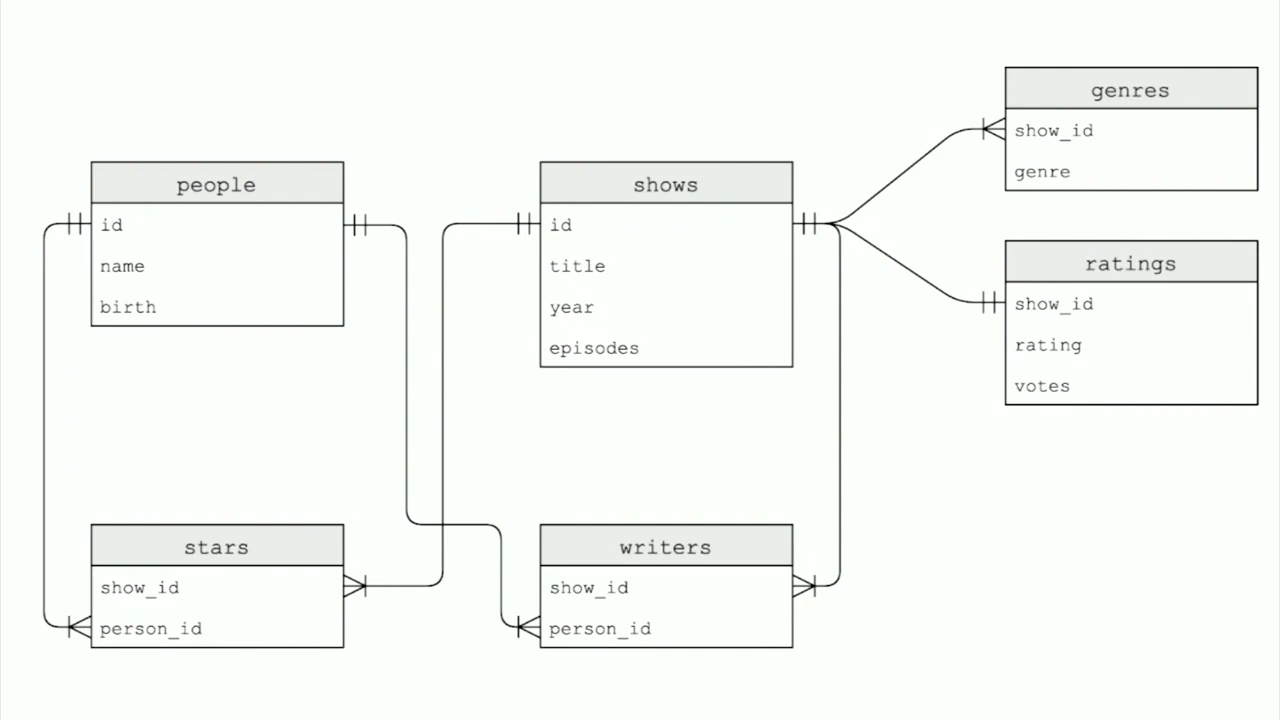 people
id
name
birth
shows
id
title
year
episodes
genres
show_id
genre
ratings
show_id
rating
votes
stars
show_id
person_id
writers
show_id
person_id